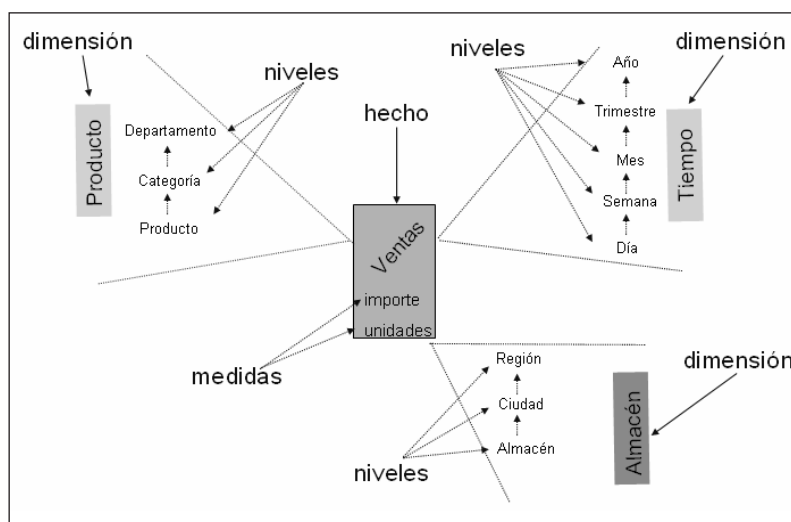 dimensión
niveles
Producto
Departamento
Categoría
Producto
hecho
Ventas
importe
unidades
medidas
niveles
dimensión
Año
Trimestre
Mes
Semana
Día
Tiempo
Región
Ciudad
Almacén
niveles
dimensión
Almacén